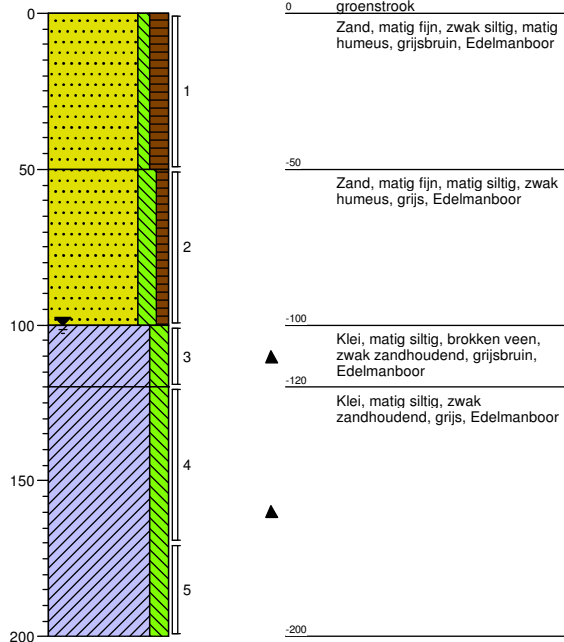 0
1
50
2
100
3
4
150
5
200
0
groenstrook
Zand, matig fijn, zwak siltig, matig
humeus, grijsbruin, Edelmanboor
-50
Zand, matig fijn, matig siltig, zwak
humeus, grijs, Edelmanboor
-100
Klei, matig siltig, brokken veen,
zwak zandhoudend, grijsbruin,
Edelmanboor
-120
Klei, matig siltig, zwak
zandhoudend, grijs, Edelmanboor
-200